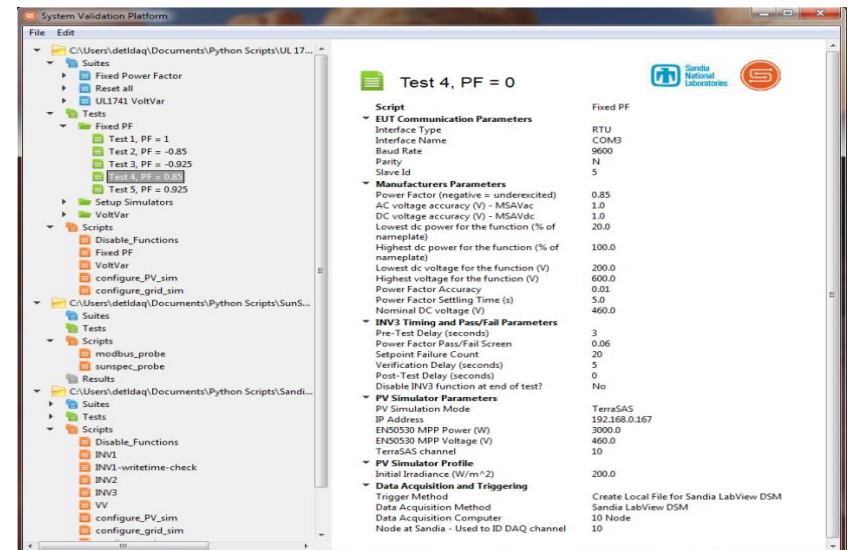 System Validation Platform
File Edit
C:\Users\detldaq\Documents\Python Scripts\UL 17...
Suites
Fixed Power Factor
Reset all
UL1741 VoltVar
Tests
Fixed PF
Test 1, PF = 1
Test 2, PF = -0.85
Test 3, PF = -0.925
Test 4, PF = 0.85
Test 5, PF = 0.925
Setup Simulators
VoltVar
Scripts
Disable_Functions
Fixed PF
VoltVar
configure_PV_sim
configure_grid_sim
C:\Users\detldaq\Documents\Python Scripts\SunS...
Suites
Tests
Scripts
modbus_probe
sunspec_probe
Results
C:\Users\detldaq\Documents\Python Scripts\Sandi...
Suites
Tests
Scripts
Disable_Functions
INV1
INV1-writetime-check
INV2
INV3
VV
configure_PV_sim
configure_grid_sim
Test 4, PF = 0
Sandia
National
Laboratories
Script Fixed PF
EUT Communication Parameters
Interface Type RTU
Interface Name COM3
Baud Rate 9600
Parity N
Slave Id 5
Manufacturers Parameters
Power Factor (negative = underexcited) 0.85
AC voltage accuracy (V) - MSAVac 1.0
DC voltage accuracy (V) - MSAVdc 1.0
Lowest dc power for the function (% of 20.0
nameplate)
Highest dc power for the function (% of 100.0
nameplate)
Lowest dc voltage for the function (V) 200.0
Highest voltage for the function (V) 600.0
Power Factor Accuracy 0.01
Power Factor Settling Time (s) 5.0
Nominal DC voltage (V) 460.0
INV3 Timing and Pass/Fail Parameters
Pre-Test Delay (seconds) 3
Power Factor Pass/Fail Screen 0.06
Setpoint Failure Count 20
Verification Delay (seconds) 5
Post-Test Delay (seconds) 0
Disable INV3 function at end of test? No
PV Simulator Parameters
PV Simulation Mode TerraSAS
IP Address 192.168.0.167
EN50530 MPP Power (W) 3000.0
EN50530 MPP Voltage (V) 460.0
TerraSAS channel 10
PV Simulator Profile
Initial Irradiance (W/m^2) 200.0
Data Acquisition and Triggering
Trigger Method Create Local File for Sandia LabView DSM
Data Acquisition Method Sandia LabView DSM
Data Acquisition Computer 10 Node
Node at Sandia - Used to ID DAQ channel 10